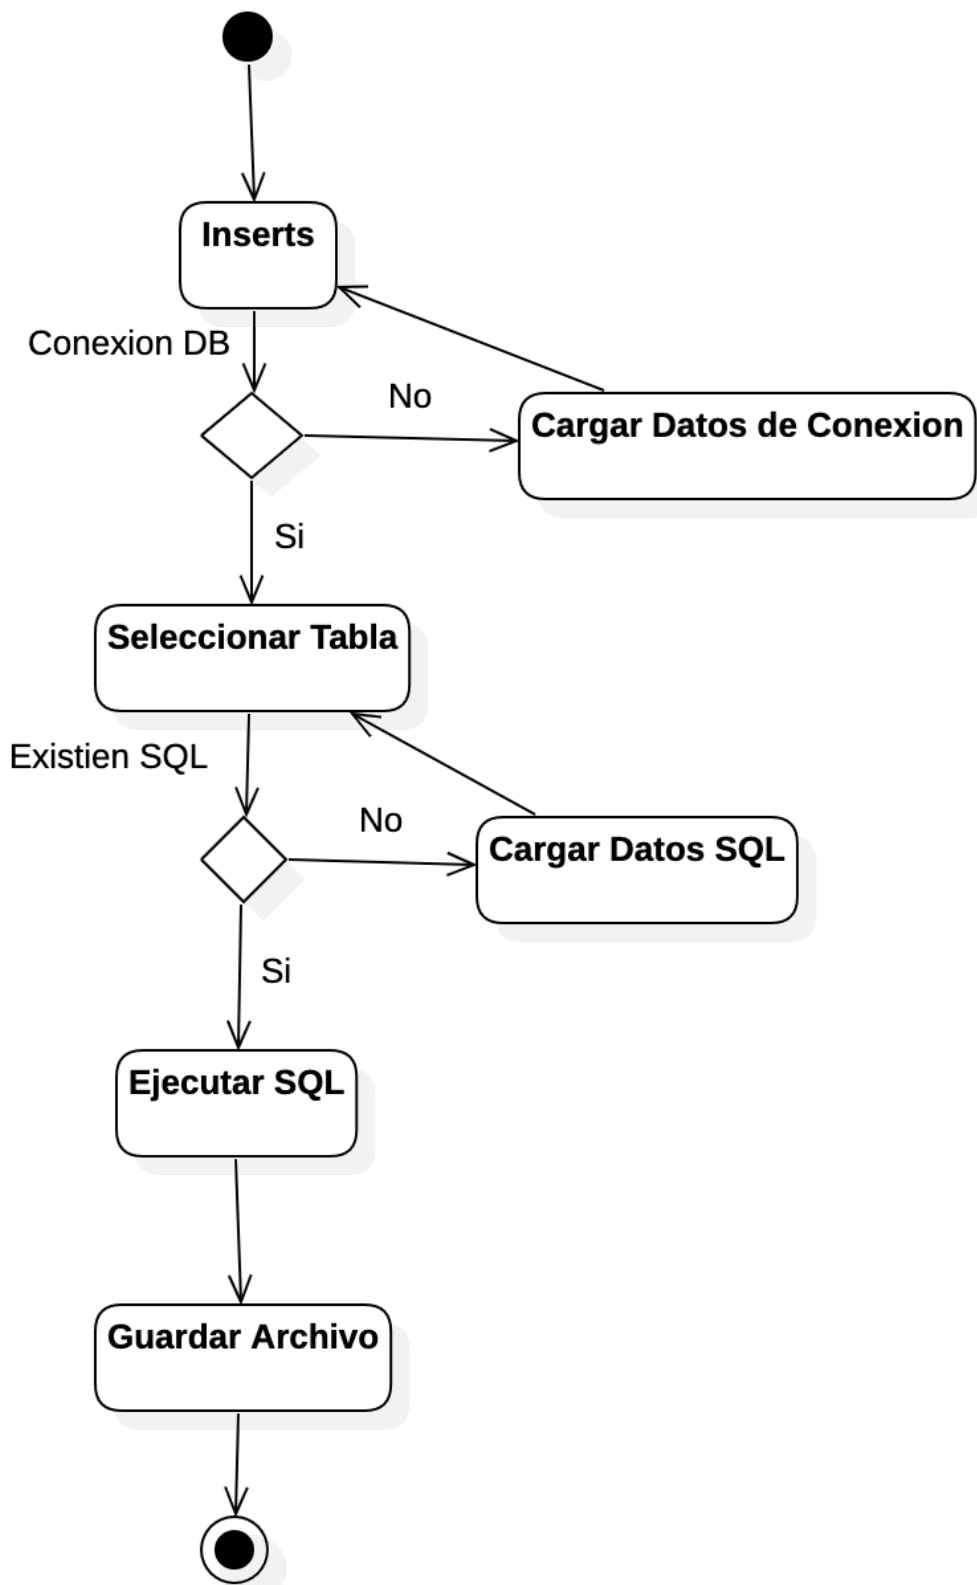 Inserts
Conexion DB
No
Cargar Datos de Conexion
Si
Seleccionar Tabla
Existien SQL
No
Cargar Datos SQL
Si
Ejecutar SQL
Guardar Archivo